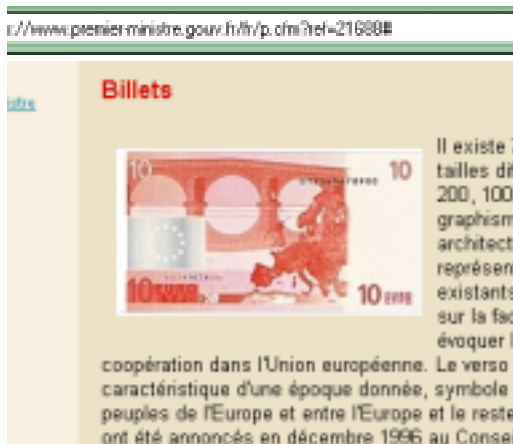 ://www.premier-ministre.gouv.fr/fr/p.cfm?ref=21688#
istre
Billets
10
10
10
10
Il existe
tailles di
200, 100
graphism
architect
représen
existants
sur la fac
évoquer l
coopération dans l'Union européenne. Le verso
caractéristique d'une époque donnée, symbole
peuples de l'Europe et entre l'Europe et le reste
ont été annoncés en décembre 1996 au Consei